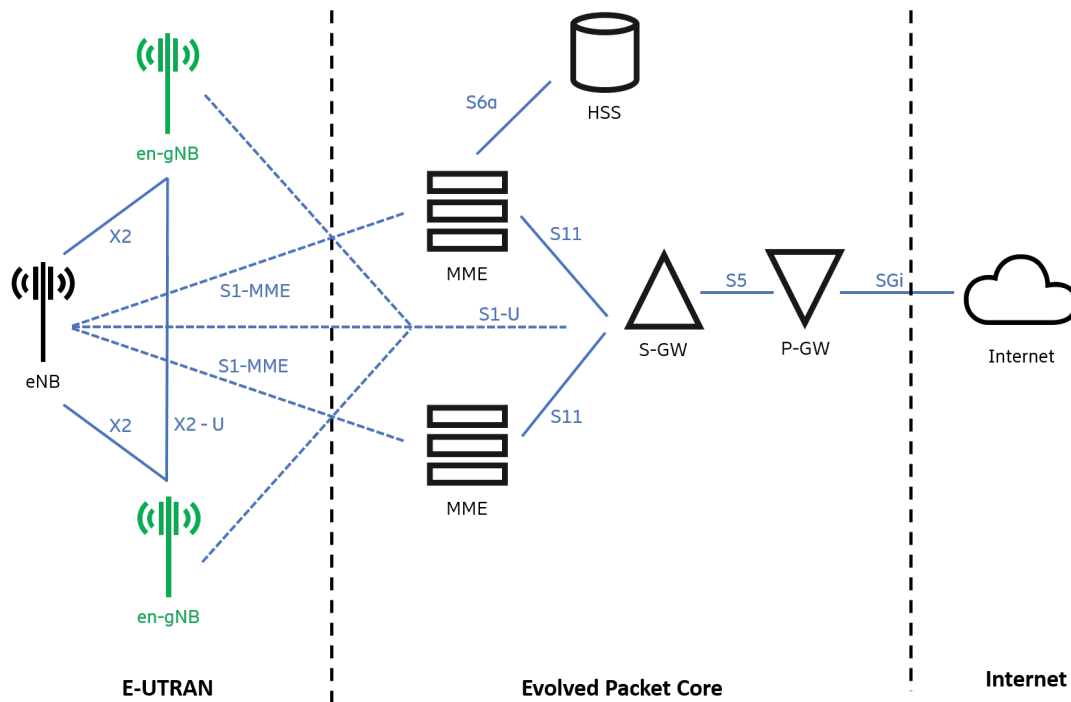 S6a
HSS
en-gNB
X2
MME
S11
S1-MME
S5
SGi
S1-U
S-GW
P-GW
Internet
eNB
S1-MME
X2
X2 - U
S11
MME
en-gNB
E-UTRAN
Evolved Packet Core
Internet